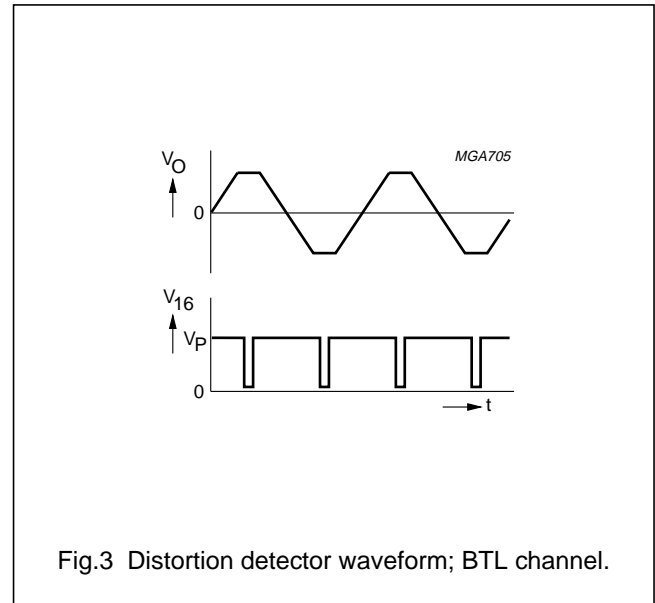 MGA705
VO
0
V16
VP
0
t
Fig.3 Distortion detector waveform; BTL channel.